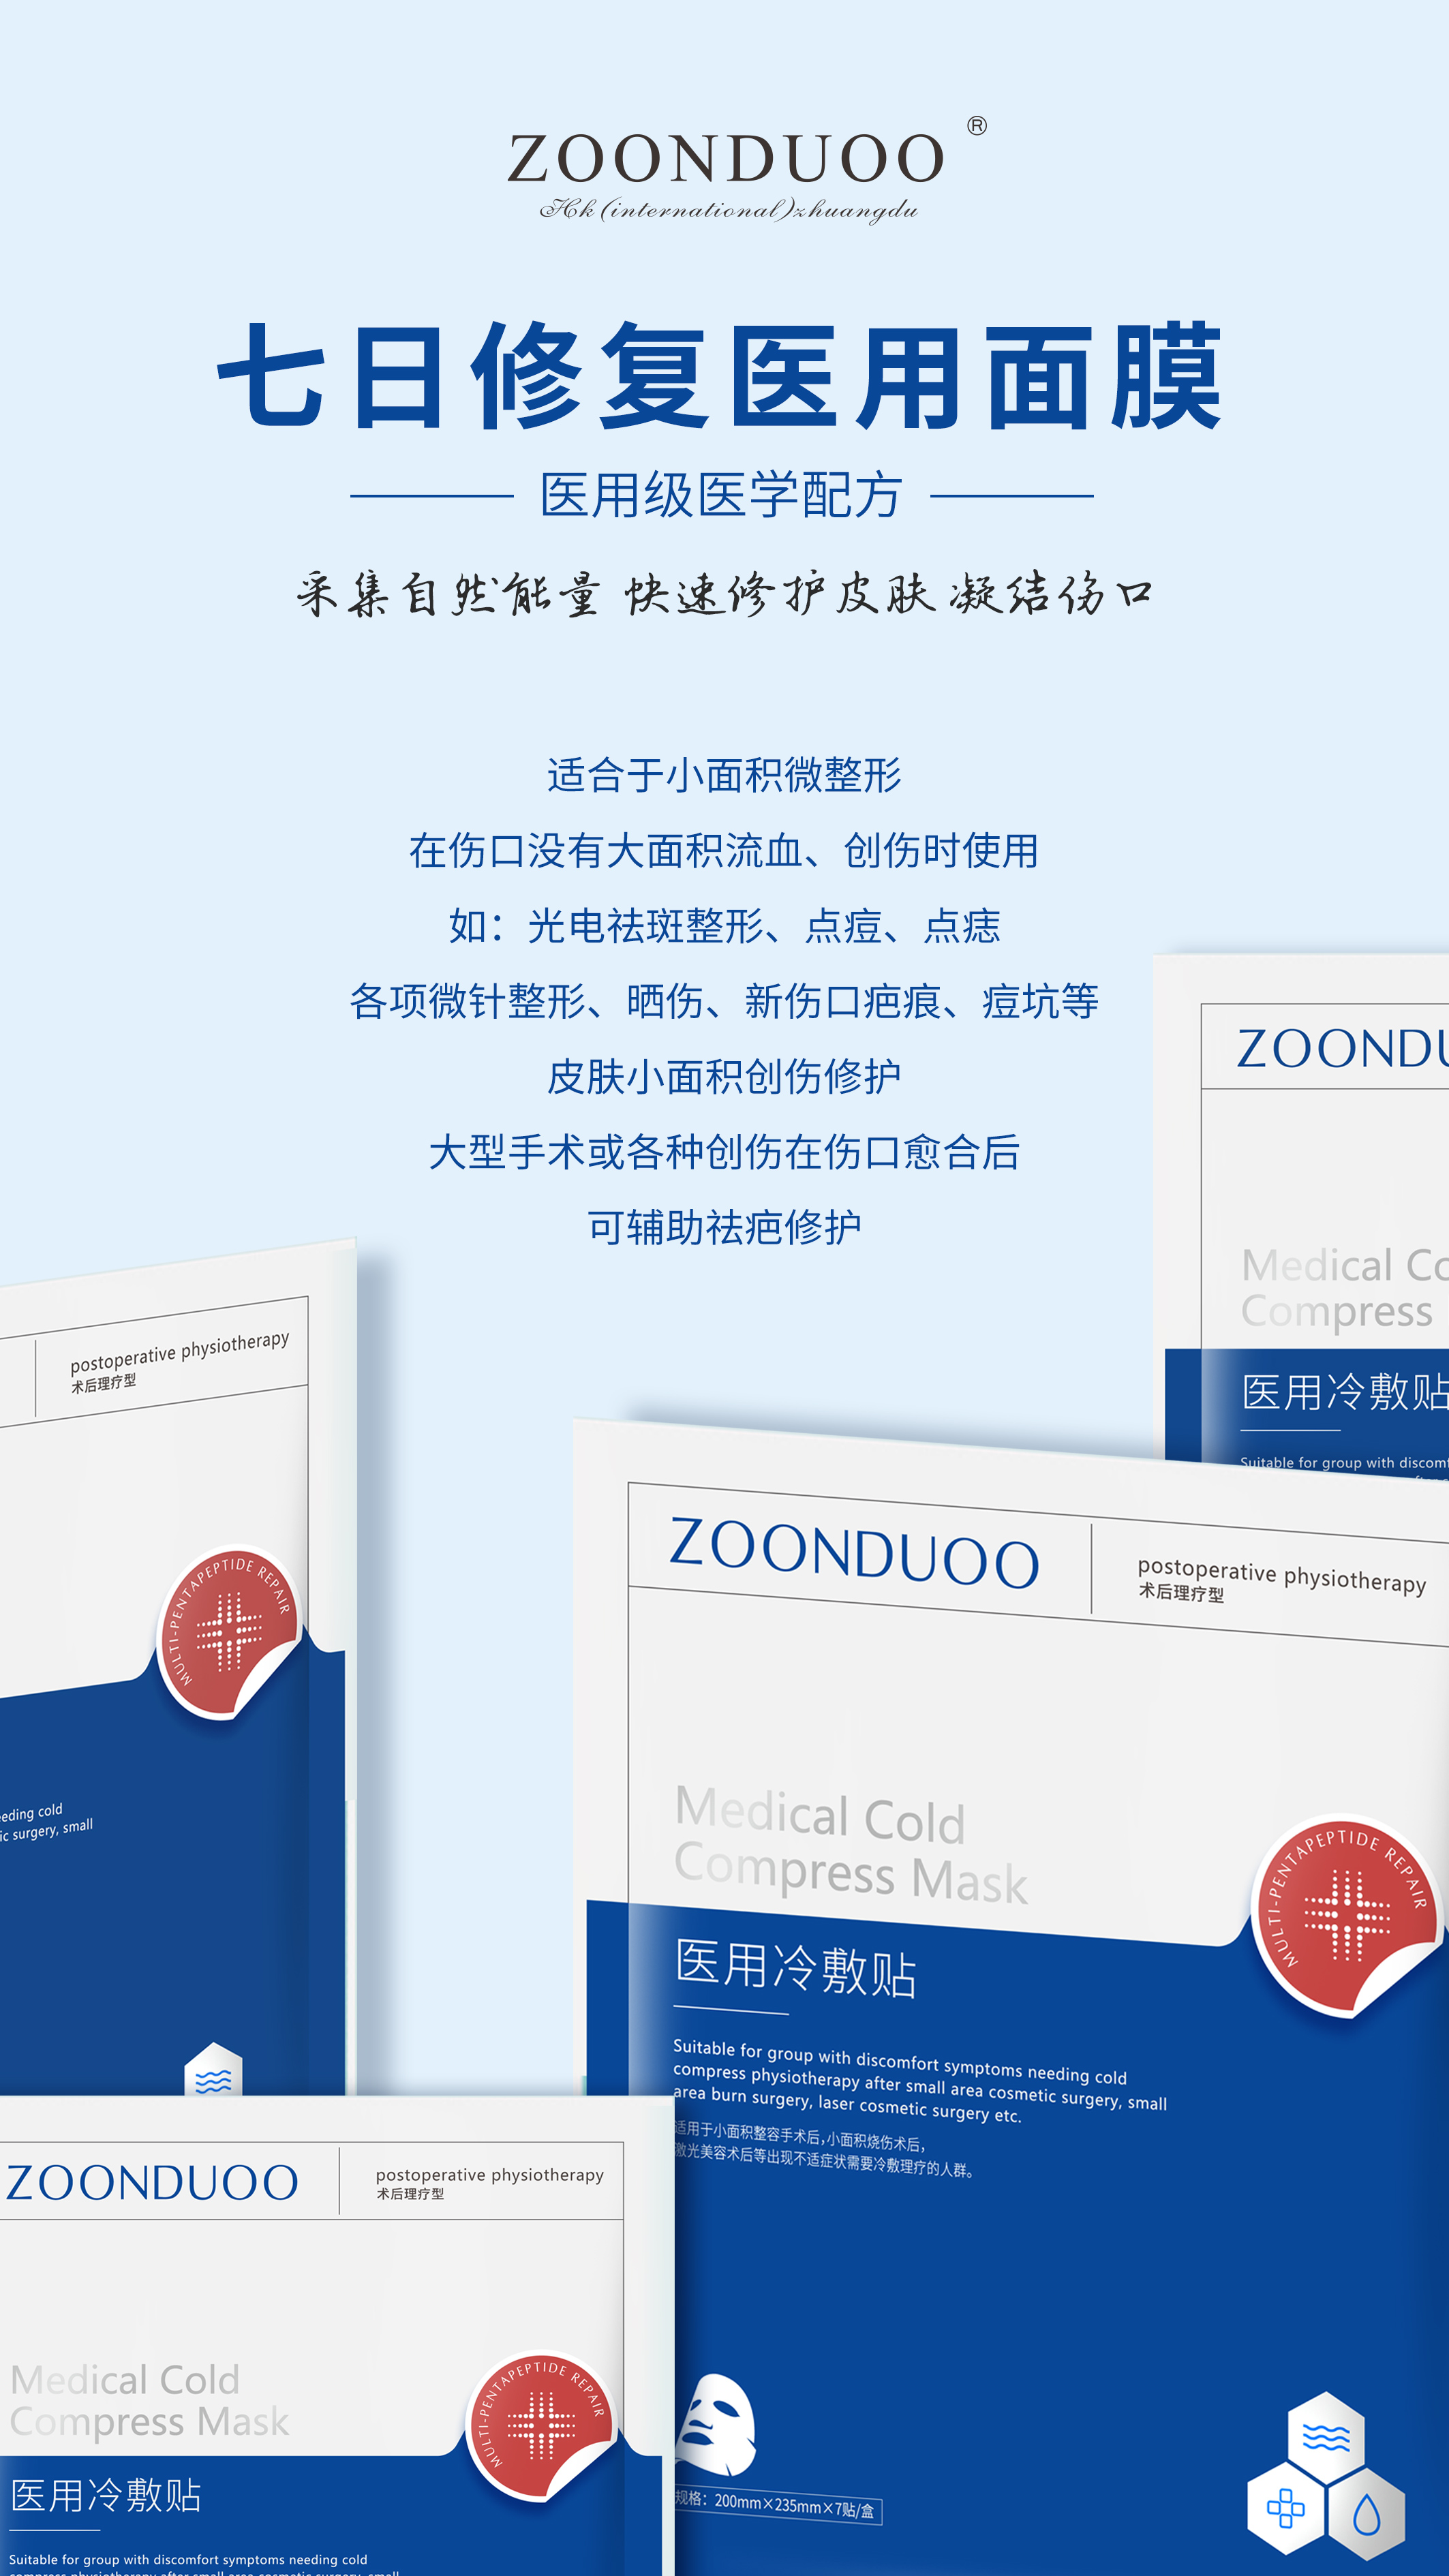 ZOONDUOO ®
Hk(international)zhuangdu
七日修复医用面膜
医用级医学配方
采集自然能量 快速修护皮肤 凝结伤口
适合于小面积微整形
在伤口没有大面积流血、创伤时使用
如：光电祛斑整形、点痘、点痣
各项微针整形、晒伤、新伤口疤痕、痘坑等
皮肤小面积创伤修护
大型手术或各种创伤在伤口愈合后
可辅助祛疤修护
ZOONDU
Medical Co
Compress
医用冷敷贴
Suitable for group with discomf
postoperative physiotherapy
术后理疗型
MULTI-PENTAPEPTIDE REPAIR
eeding cold
ic surgery, small
ZOONDUOO
postoperative physiotherapy
术后理疗型
Medical Cold
Compress Mask
MULTI-PENTAPEPTIDE REPAIR
医用冷敷贴
Suitable for group with discomfort symptoms needing cold
compress physiotherapy after small area cosmetic surgery, small
area burn surgery, laser cosmetic surgery etc.
适用于小面积整容手术后，小面积烧伤术后，
激光美容术后等出现不适症状需要冷敷理疗的人群。
规格：200mm×235mm×7贴/盒
ZOONDUOO
postoperative physiotherapy
术后理疗型
Medical Cold
Compress Mask
MULTI-PENTAPEPTIDE REPAIR
医用冷敷贴
Suitable for group with discomfort symptoms needing cold